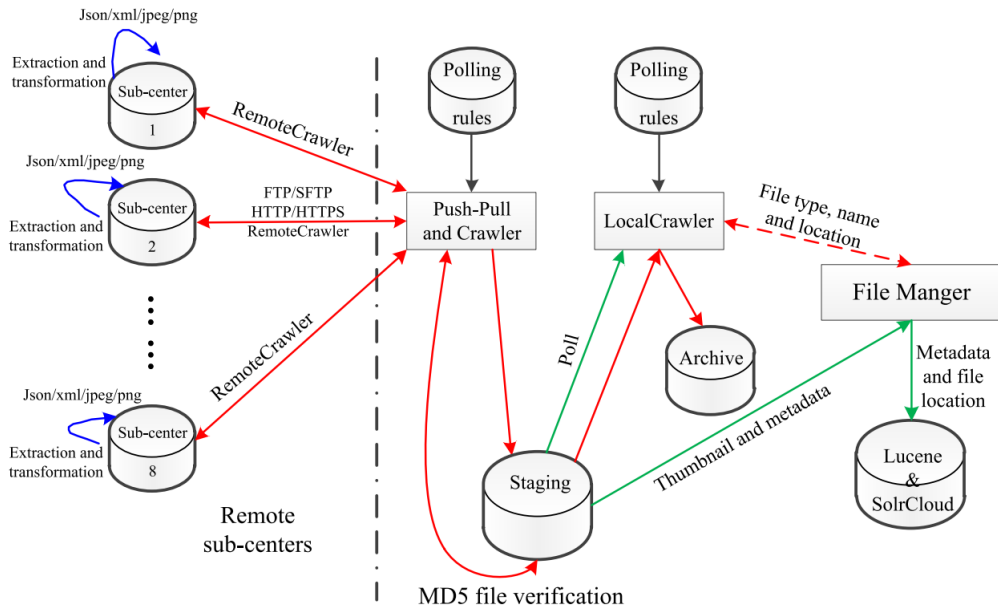 Json/xml/jpeg/png
Extraction and
transformation
Sub-center
1
Json/xml/jpeg/png
Extraction and
transformation
Sub-center
2
Json/xml/jpeg/png
Extraction and
transformation
Sub-center
8
RemoteCrawler
FTP/SFTP
HTTP/HTTPS
RemoteCrawler
RemoteCrawler
Remote
sub-centers
Polling
rules
Polling
rules
Push-Pull
and Crawler
LocalCrawler
File type, name
and location
File Manger
Poll
Archive
Metadata
and file
location
Thumbnail and metadata
Staging
Lucene
&
SolrCloud
MD5 file verification